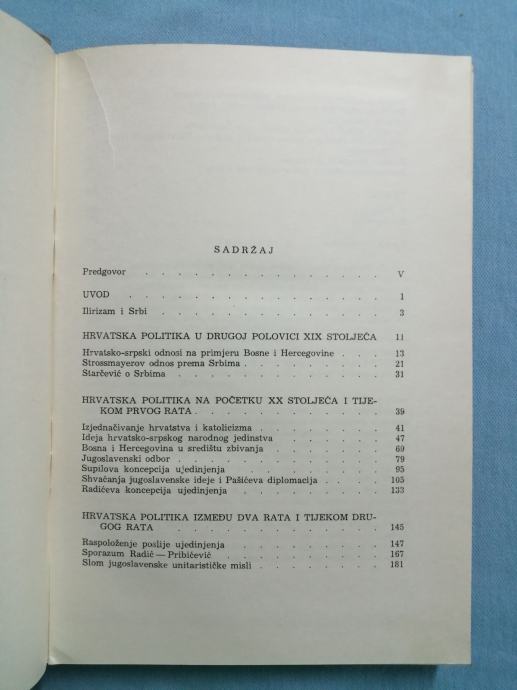 SADRŽAJ
Predgovor . . . . . . . . . . . . . . . V
UVOD . . . . . . . . . . . . . . . . 1
Ilirizam i Srbi . . . . . . . . . . . . . . 3
HRVATSKA POLITIKA U DRUGOJ POLOVICI XIX STOLJEĆA 11
Hrvatsko-srpski odnosi na primjeru Bosne i Hercegovine . . . 13
Strossmayerov odnos prema Srbima . . . . . . . . . 21
Starčević o Srbima . . . . . . . . . . . . . 31
HRVATSKA POLITIKA NA POČETKU XX STOLJEĆA I TIJE-
KOM PRVOG RATA . . . . . . . . . . . . 39
Izjednačivanje hrvatstva i katolicizma . . . . . . . . 41
Ideja hrvatsko-srpskog narodnog jedinstva . . . . . . . 47
Bosna i Hercegovina u središtu zbivanja . . . . . . . 69
Jugoslavenski odbor . . . . . . . . . . . . 79
Supilova koncepcija ujedinjenja . . . . . . . . . . 95
Shvaćanja jugoslavenske ideje i Pašićeva diplomacija . . . . 105
Radićeva koncepcija ujedinjenja . . . . . . . . . . 133
HRVATSKA POLITIKA IZMEĐU DVA RATA I TIJEKOM DRU-
GOG RATA . . . . . . . . . . . . . 145
Raspoloženje poslije ujedinjenja . . . . . . . . . 147
Sporazum Radić — Pribićević . . . . . . . . . . 167
Slom jugoslavenske unitarističke misli . . . . . . . . 181